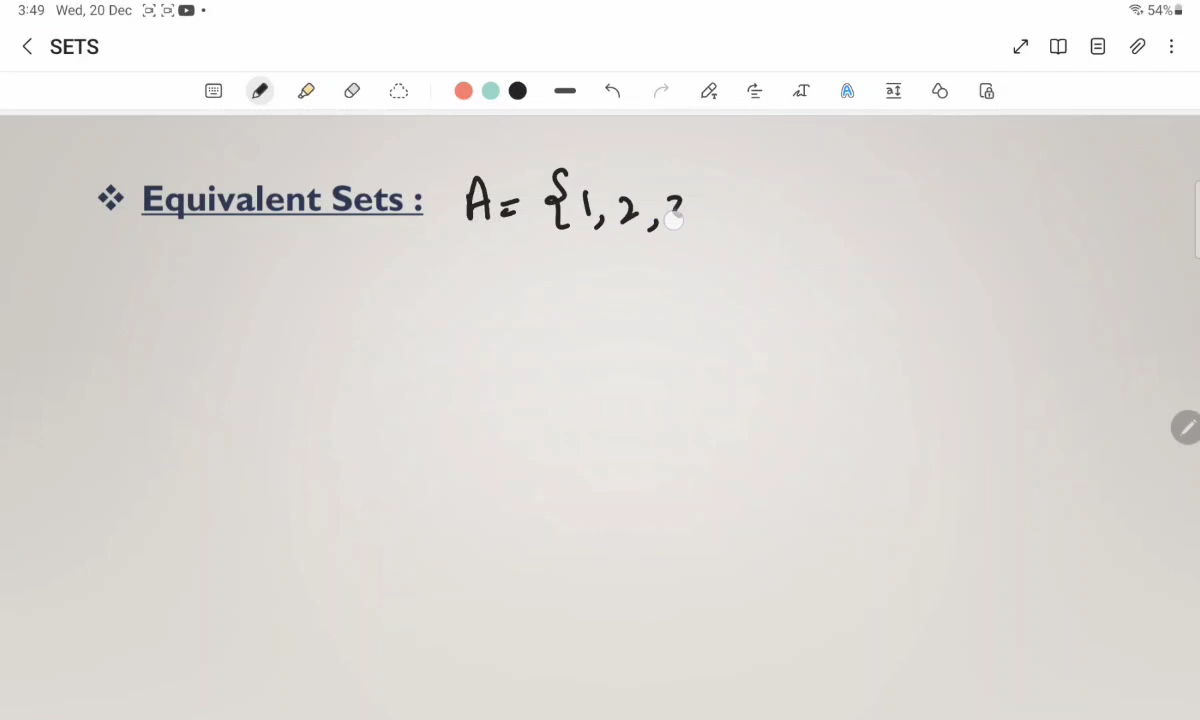 3:49 Wed, 20 Dec 54%
SETS
❖ Equivalent Sets : A = {1, 2,